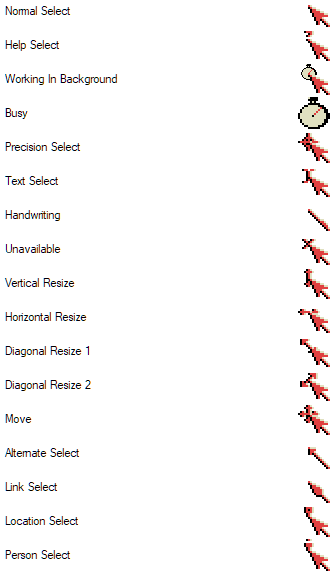 Normal Select
Help Select
Working In Background
Busy
Precision Select
Text Select
Handwriting
Unavailable
Vertical Resize
Horizontal Resize
Diagonal Resize 1
Diagonal Resize 2
Move
Alternate Select
Link Select
Location Select
Person Select